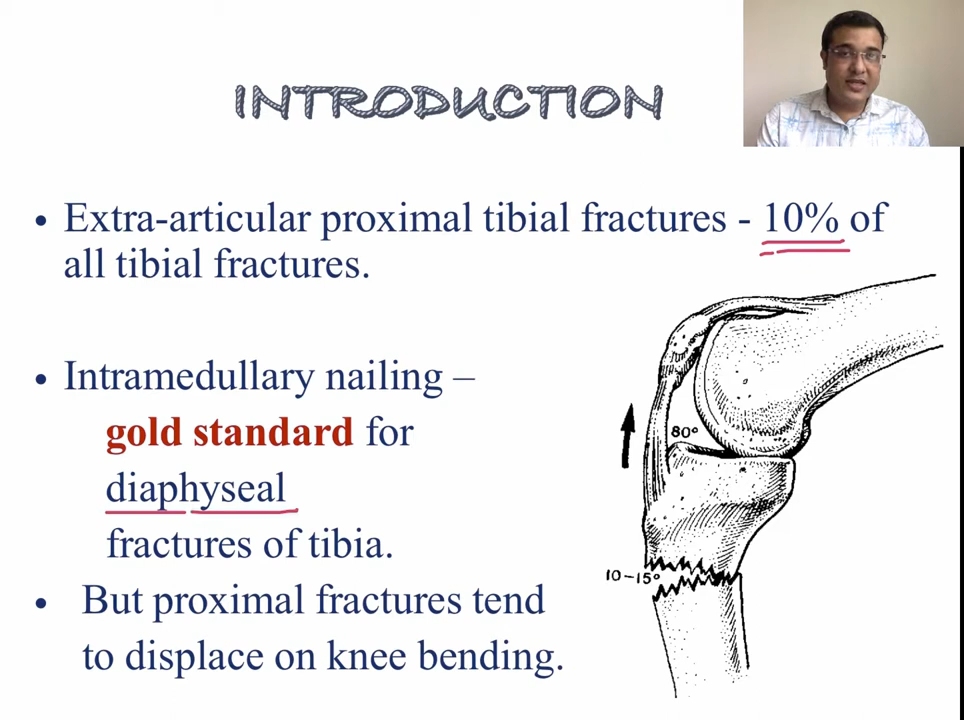 INTRODUCTION
• Extra-articular proximal tibial fractures - 10% of
all tibial fractures.
• Intramedullary nailing –
gold standard for
diaphyseal
fractures of tibia.
• But proximal fractures tend
to displace on knee bending.
80°
10–15°